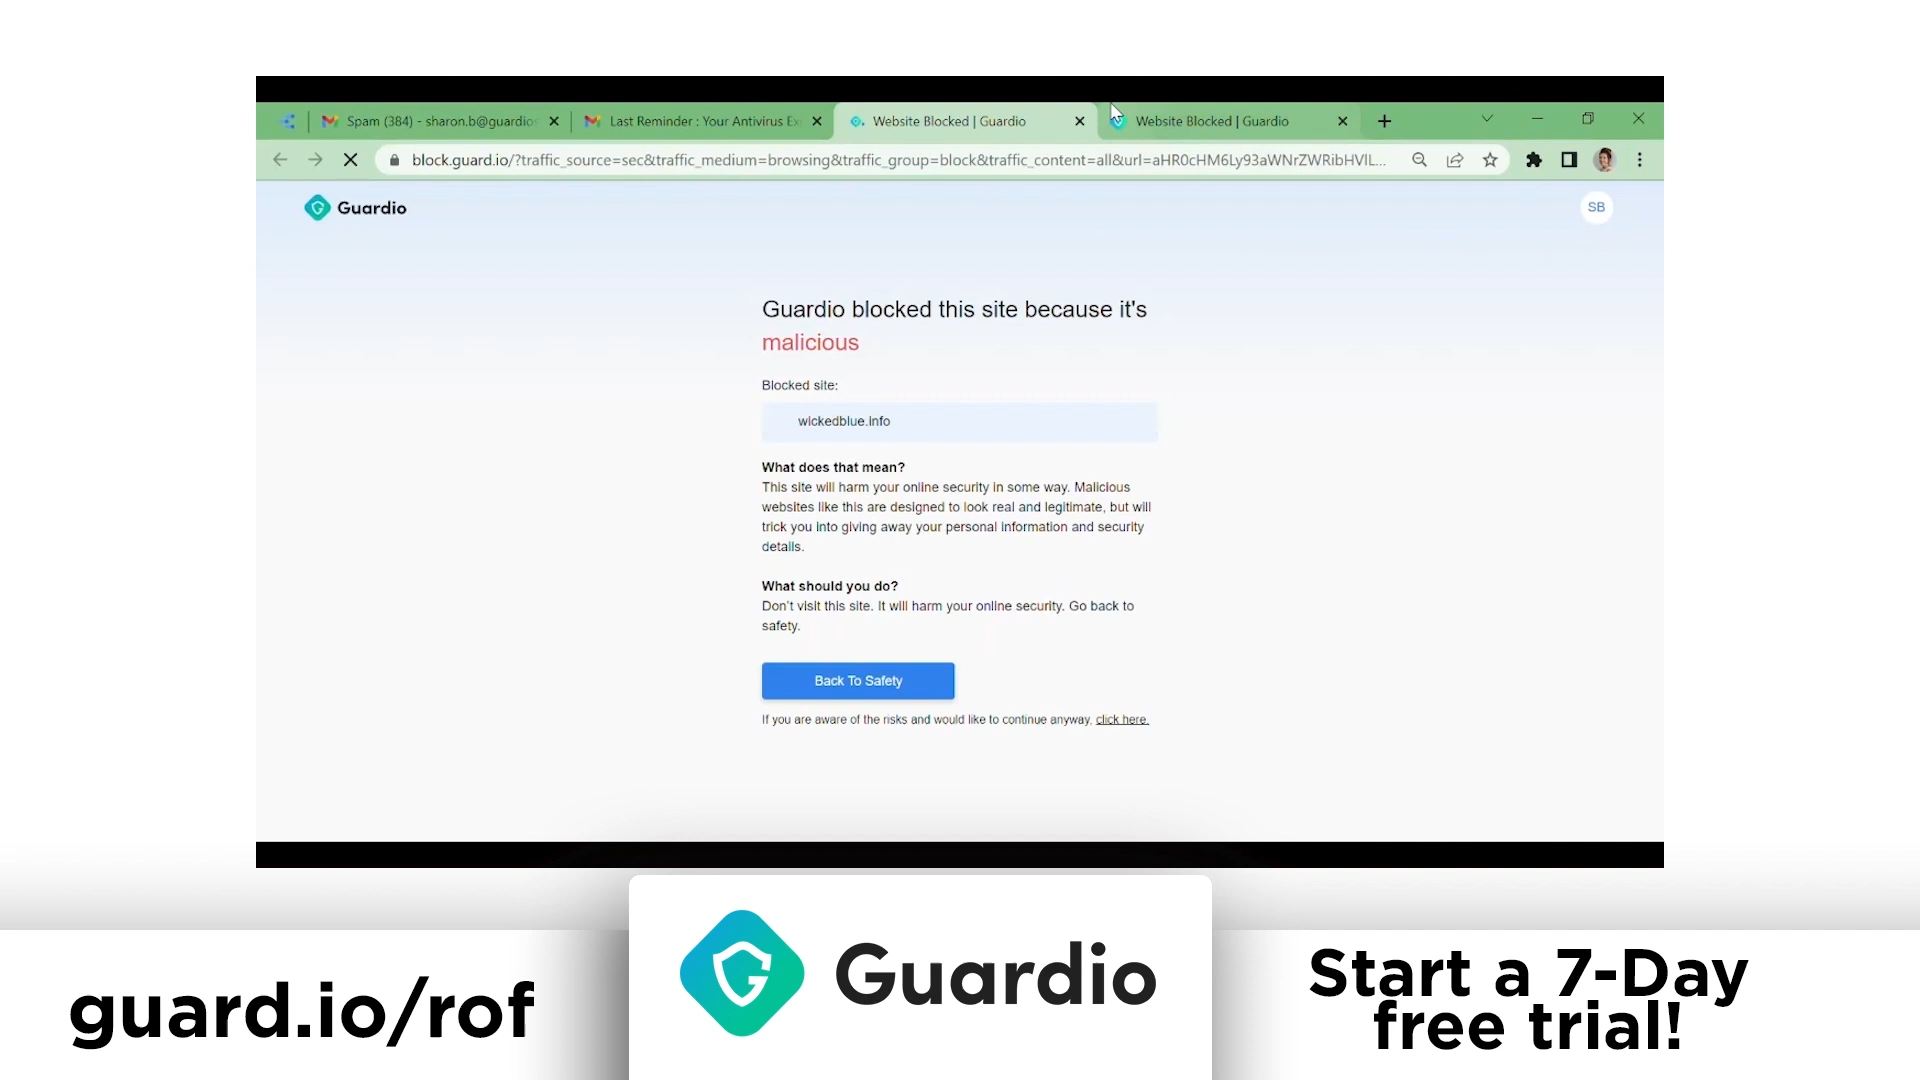 Spam (384) - sharon.b@guardio
Last Reminder : Your Antivirus Ex
Website Blocked | Guardio
Website Blocked | Guardio
block.guard.io/?traffic_source=sec&traffic_medium=browsing&traffic_group=block&traffic_content=all&url=aHR0cHM6Ly93aWNrZWRibHVlL...
Guardio
SB
Guardio blocked this site because it's
malicious
Blocked site:
wickedblue.info
What does that mean?
This site will harm your online security in some way. Malicious
websites like this are designed to look real and legitimate, but will
trick you into giving away your personal information and security
details.
What should you do?
Don't visit this site. It will harm your online security. Go back to
safety.
Back To Safety
If you are aware of the risks and would like to continue anyway, click here.
guard.io/rof
Guardio
Start a 7-Day
free trial!